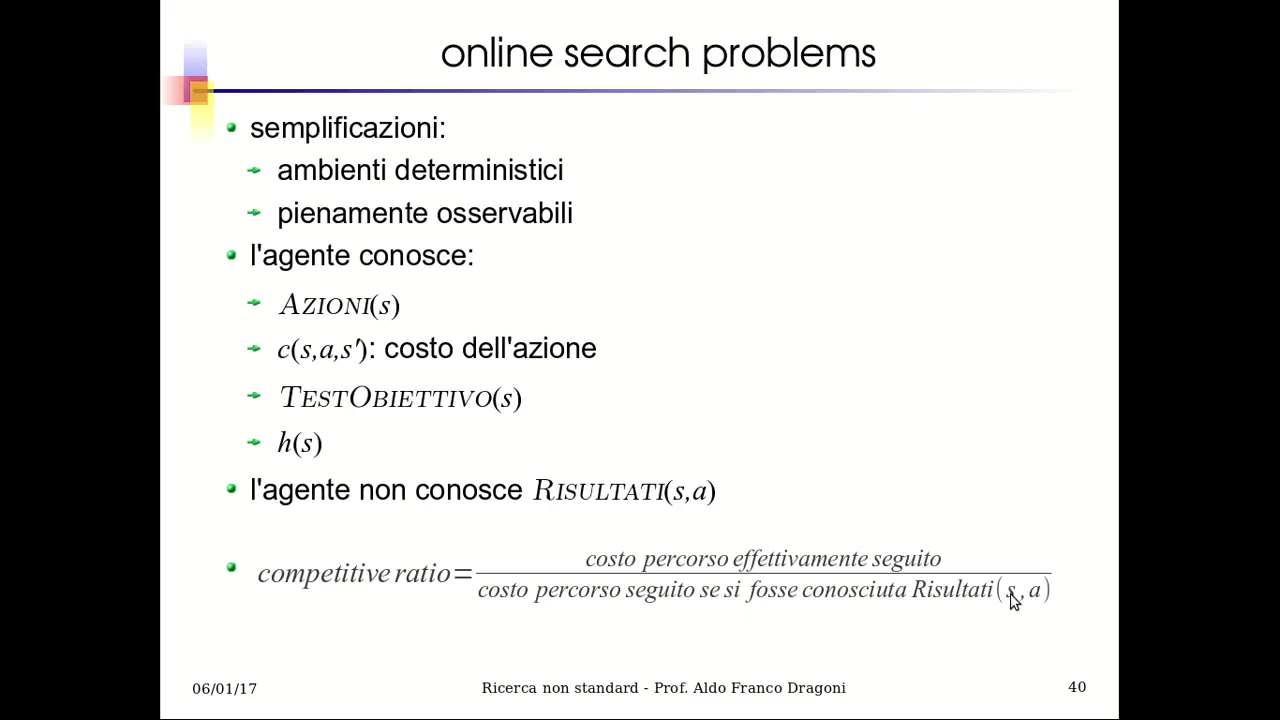 online search problems
semplificazioni:
ambienti deterministici
pienamente osservabili
l'agente conosce:
AZIONI(s)
c(s,a,s'): costo dell'azione
TESTOBIETTIVO(s)
h(s)
l'agente non conosce RISULTATI(s,a)
competitive ratio= costo percorso effettivamente seguito
costo percorso seguito se si fosse conosciuta Risultati(s,a)
06/01/17 Ricerca non standard - Prof. Aldo Franco Dragoni 40